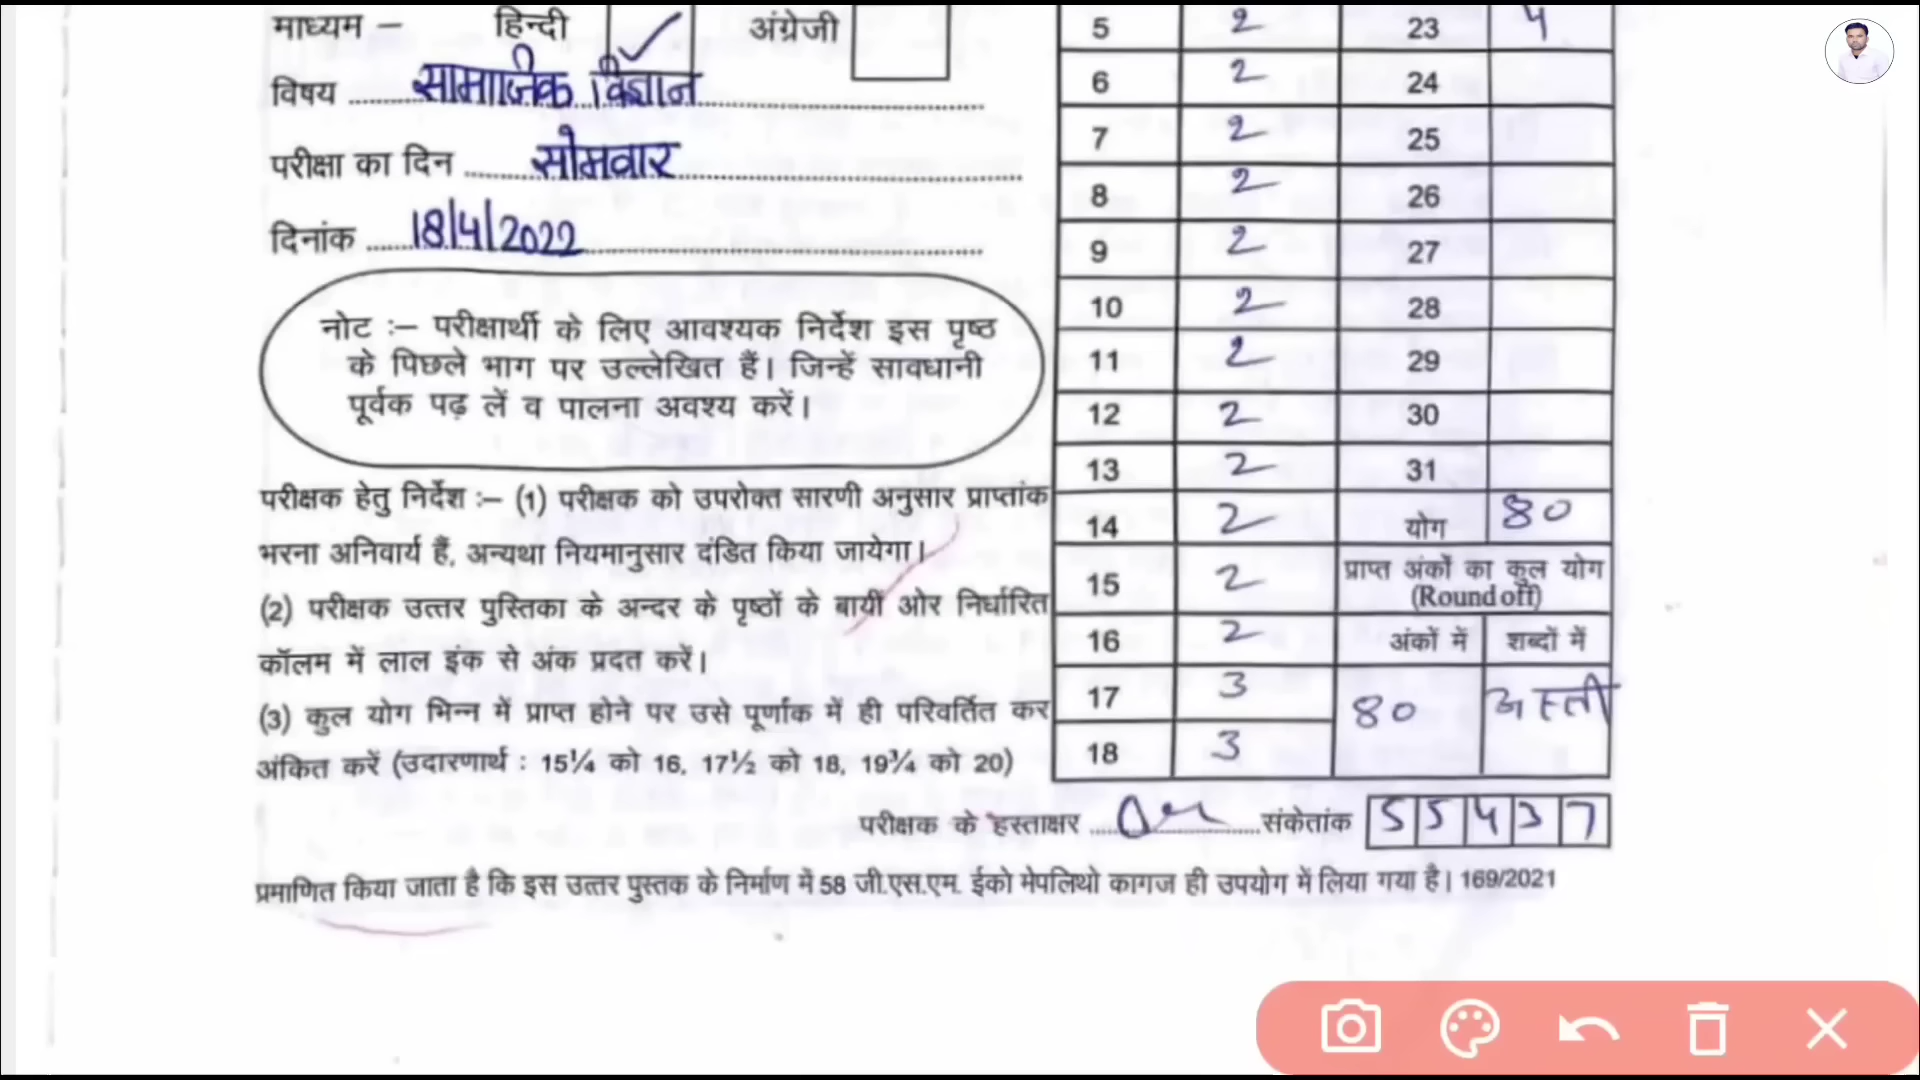 माध्यम – हिन्दी ✓ अंग्रेजी
विषय सामाजिक विज्ञान
परीक्षा का दिन सोमवार
दिनांक 18/4/2022
नोट :– परीक्षार्थी के लिए आवश्यक निर्देश इस पृष्ठ
के पिछले भाग पर उल्लेखित हैं। जिन्हें सावधानी
पूर्वक पढ़ लें व पालना अवश्य करें।
परीक्षक हेतु निर्देश :– (1) परीक्षक को उपरोक्त सारणी अनुसार प्राप्तांक
भरना अनिवार्य हैं, अन्यथा नियमानुसार दंडित किया जायेगा।
(2) परीक्षक उत्तर पुस्तिका के अन्दर के पृष्ठों के बायीं ओर निर्धारित
कॉलम में लाल इंक से अंक प्रदत करें।
(3) कुल योग भिन्न में प्राप्त होने पर उसे पूर्णांक में ही परिवर्तित कर
अंकित करें (उदारणार्थ : 15¼ को 16, 17½ को 18, 19¾ को 20)
5 2 23 4
6 2 24
7 2 25
8 2 26
9 2 27
10 2 28
11 2 29
12 2 30
13 2 31
14 2 योग 80
15 2 प्राप्त अंकों का कुल योग
(Round off)
16 2 अंकों में शब्दों में
17 3 80 अस्सी
18 3
परीक्षक के हस्ताक्षर संकेतांक 5 5 4 3 7
प्रमाणित किया जाता है कि इस उत्तर पुस्तक के निर्माण में 58 जी.एस.एम. ईको मेपलिथो कागज ही उपयोग में लिया गया है। 169/2021